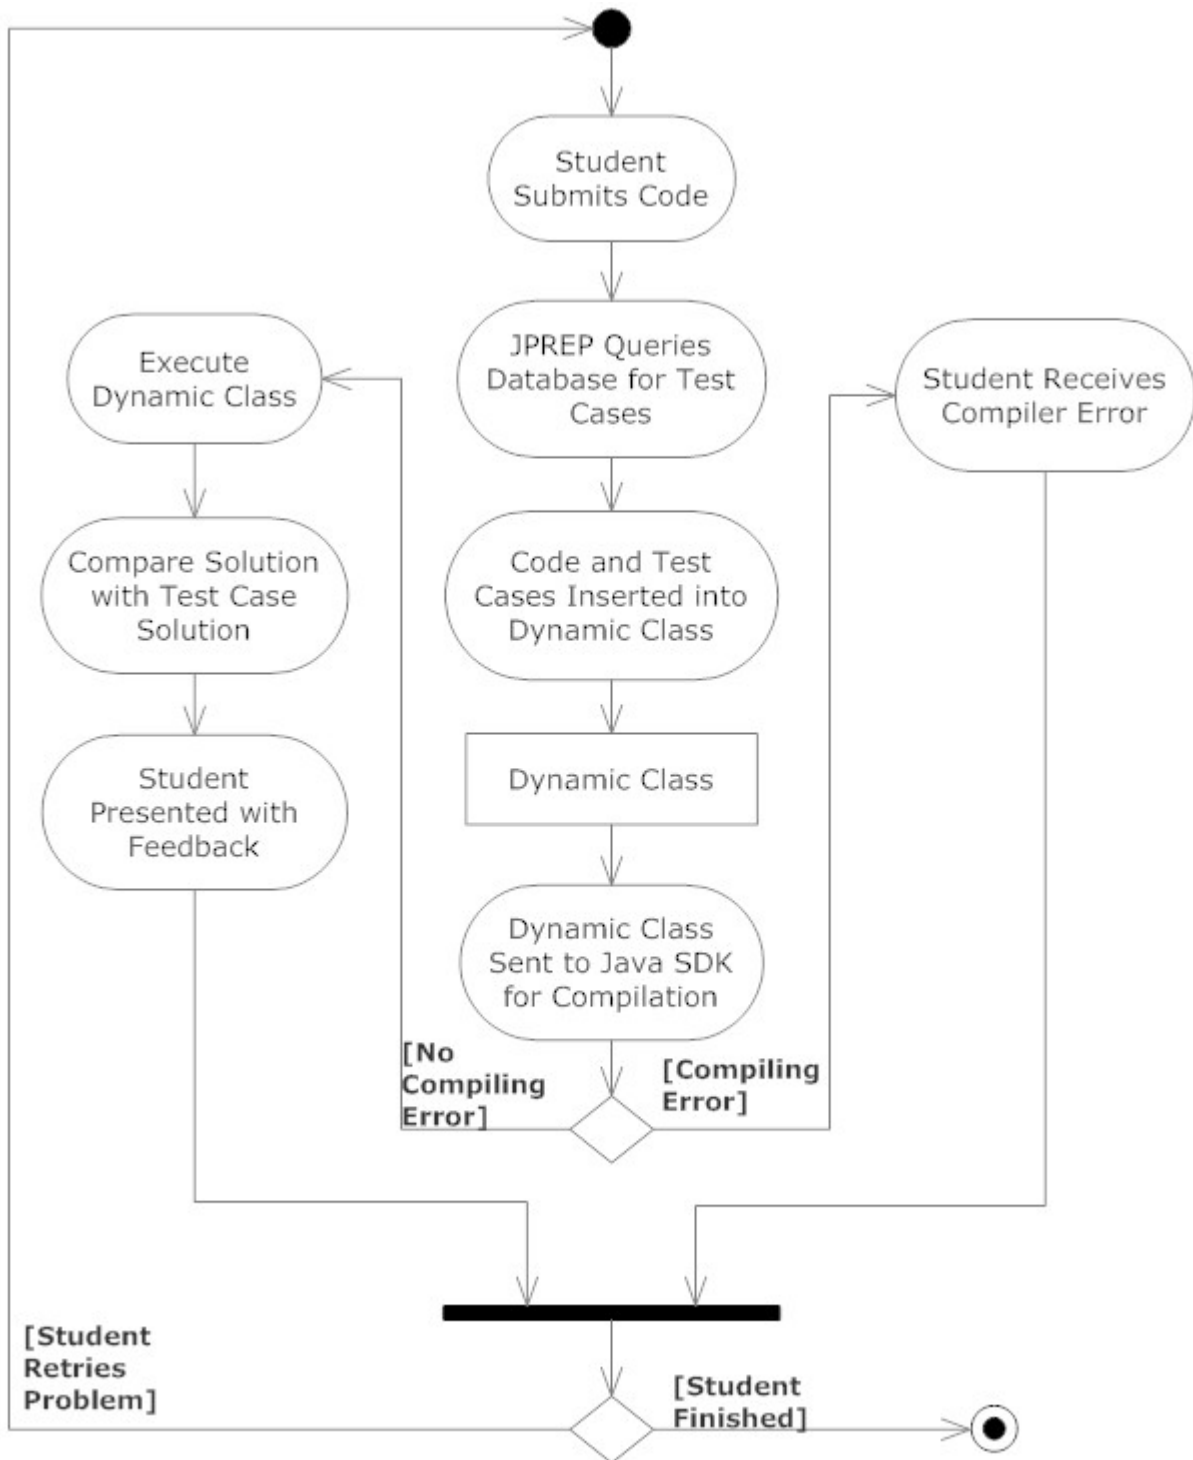 Student
Submits Code
JPREP Queries
Database for Test
Cases
Execute
Dynamic Class
Student Receives
Compiler Error
Code and Test
Cases Inserted into
Dynamic Class
Compare Solution
with Test Case
Solution
Dynamic Class
Student
Presented with
Feedback
Dynamic Class
Sent to Java SDK
for Compilation
[No
Compiling
Error]
[Compiling
Error]
[Student
Retries
Problem]
[Student
Finished]